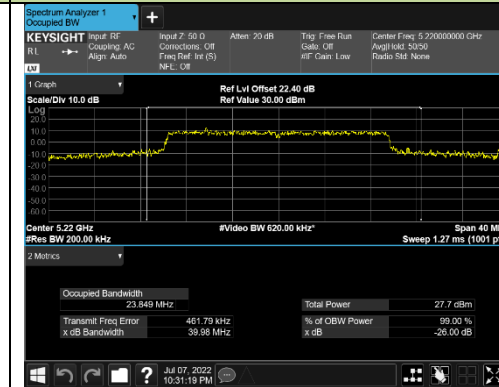 Spectrum Analyzer 1
Occupied BW
+
KEYSIGHT
Input: RF
Coupling: AC
Align: Auto
Input Z: 50 Ω
Corrections: Off
Freq Ref: Int (S)
NFE: Off
Atten: 20 dB
Trig: Free Run
Gate: Off
#IF Gain: Low
Center Freq: 5.220000000 GHz
Avg|Hold: 50/50
Radio Std: None
RL
LXI
1 Graph
Scale/Div 10.0 dB
Ref Lvl Offset 22.40 dB
Ref Value 30.00 dBm
Log
20.0
10.0
0.00
-10.0
-20.0
-30.0
-40.0
-50.0
-60.0
Center 5.22 GHz
#Res BW 200.00 kHz
#Video BW 620.00 kHz*
Span 40 M
Sweep 1.27 ms (1001 p
2 Metrics
Occupied Bandwidth
23.849 MHz
Total Power 27.7 dBm
Transmit Freq Error 461.79 kHz
% of OBW Power 99.00 %
x dB Bandwidth 39.98 MHz
x dB -26.00 dB
?
Jul 07, 2022
10:31:19 PM